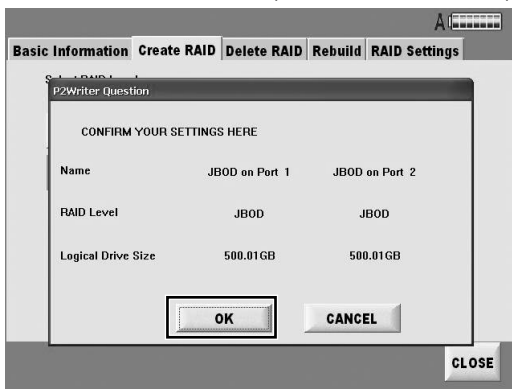 A
Basic Information Create RAID Delete RAID Rebuild RAID Settings
P2Writer Question
CONFIRM YOUR SETTINGS HERE
Name JBOD on Port 1 JBOD on Port 2
RAID Level JBOD JBOD
Logical Drive Size 500.01GB 500.01GB
OK CANCEL
CLOSE